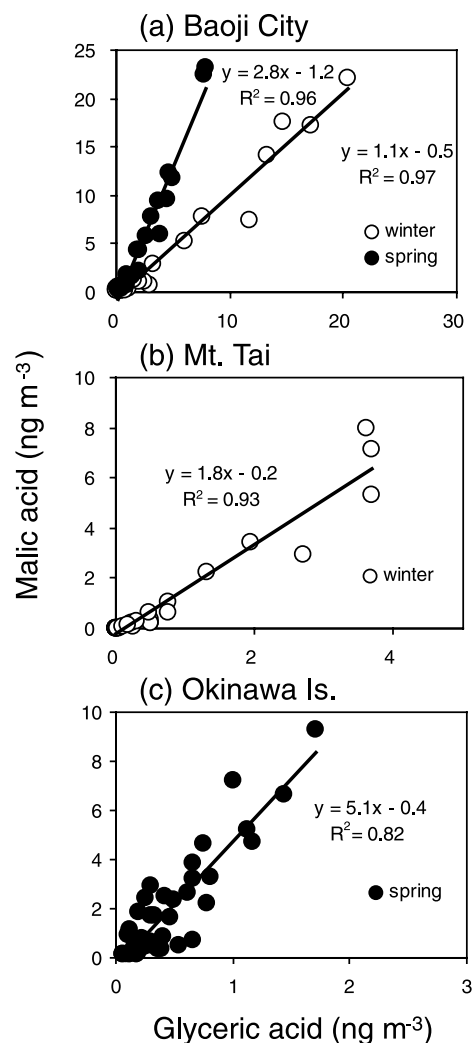 (a) Baoji City
25
20
15
10
5
0
y = 2.8x - 1.2
R² = 0.96
y = 1.1x - 0.5
R² = 0.97
winter
spring
0 10 20 30
(b) Mt. Tai
10
8
6
4
2
0
y = 1.8x - 0.2
R² = 0.93
winter
0 2 4
Malic acid (ng m⁻³)
(c) Okinawa Is.
10
8
6
4
2
0
y = 5.1x - 0.4
R² = 0.82
spring
0 1 2 3
Glyceric acid (ng m⁻³)